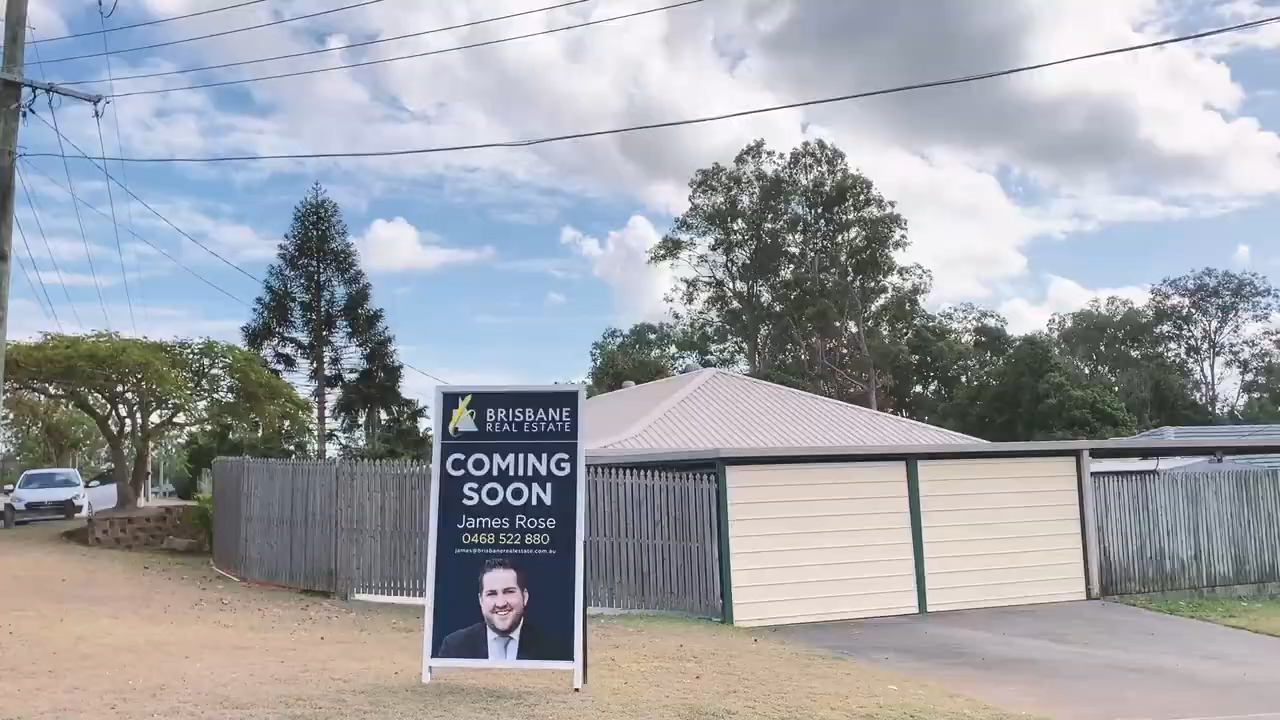 BRISBANE
REAL ESTATE
COMING
SOON
James Rose
0468 522 880
james@brisbanerealestate.com.au